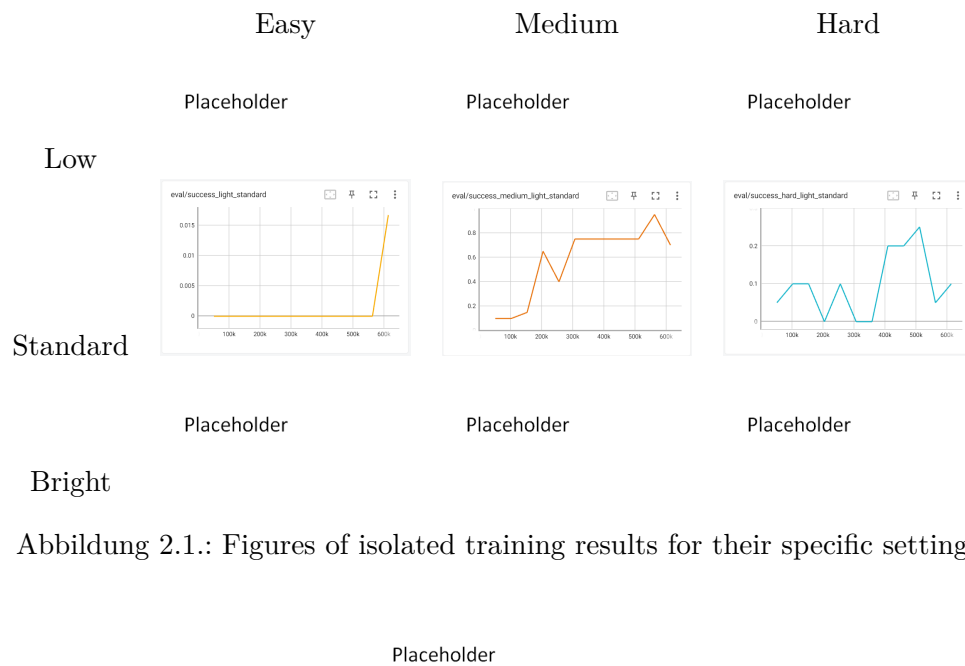 Easy Medium Hard
Placeholder Placeholder Placeholder
Low
eval/success_light_standard eval/success_medium_light_standard eval/success_hard_light_standard
0.015 0.8 0.2
0.01 0.6 0.1
0.005 0.4 0
0 0.2
100k 200k 300k 400k 500k 600k 100k 200k 300k 400k 500k 600k 100k 200k 300k 400k 500k 600k
Standard
Placeholder Placeholder Placeholder
Bright
Abbildung 2.1.: Figures of isolated training results for their specific setting
Placeholder